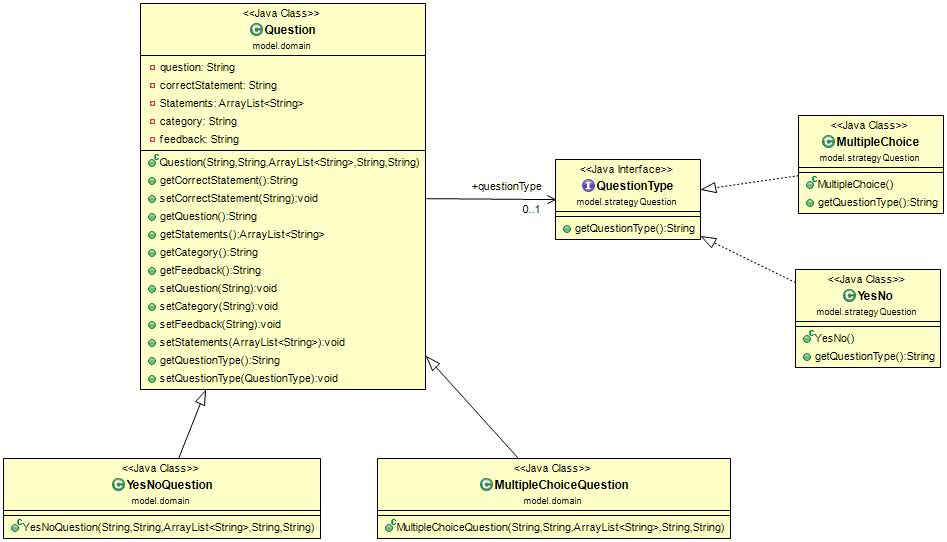 <<Java Class>>
Question
model.domain
question: String
correctStatement: String
Statements: ArrayList<String>
category: String
feedback: String
Question(String,String,ArrayList<String>,String,String)
getCorrectStatement():String
setCorrectStatement(String):void
getQuestion():String
getStatements():ArrayList<String>
getCategory():String
getFeedback():String
setQuestion(String):void
setCategory(String):void
setFeedback(String):void
setStatements(ArrayList<String>):void
getQuestionType():String
setQuestionType(QuestionType):void
+questionType
0..1
<<Java Interface>>
QuestionType
model.strategyQuestion
getQuestionType():String
<<Java Class>>
MultipleChoice
model.strategyQuestion
MultipleChoice()
getQuestionType():String
<<Java Class>>
YesNo
model.strategyQuestion
YesNo()
getQuestionType():String
<<Java Class>>
YesNoQuestion
model.domain
YesNoQuestion(String,String,ArrayList<String>,String,String)
<<Java Class>>
MultipleChoiceQuestion
model.domain
MultipleChoiceQuestion(String,String,ArrayList<String>,String,String)